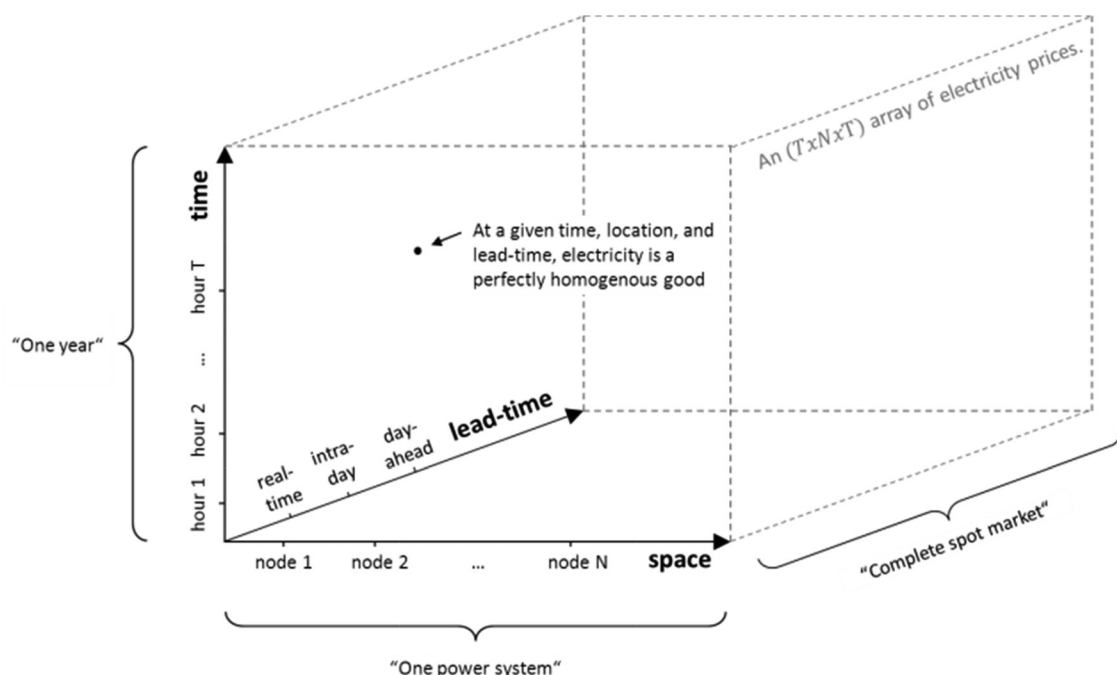 An (TxNxT) array of electricity prices.
time
At a given time, location, and
lead-time, electricity is a
perfectly homogenous good
hour T
...
hour 2
hour 1
“One year“
real-
time
intra-
day
day-
ahead
lead-time
node 1
node 2
...
node N
space
“Complete spot market“
“One power system“